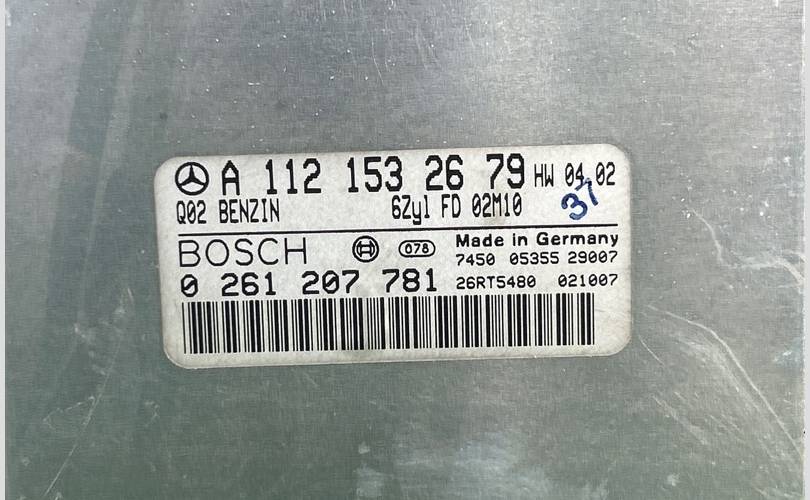 A 112 153 26 79 HW 04.02
37
Q02 BENZIN 6Zyl FD 02M10
BOSCH 078 Made in Germany
7450 05355 29007
0 261 207 781 26RT5480 021007